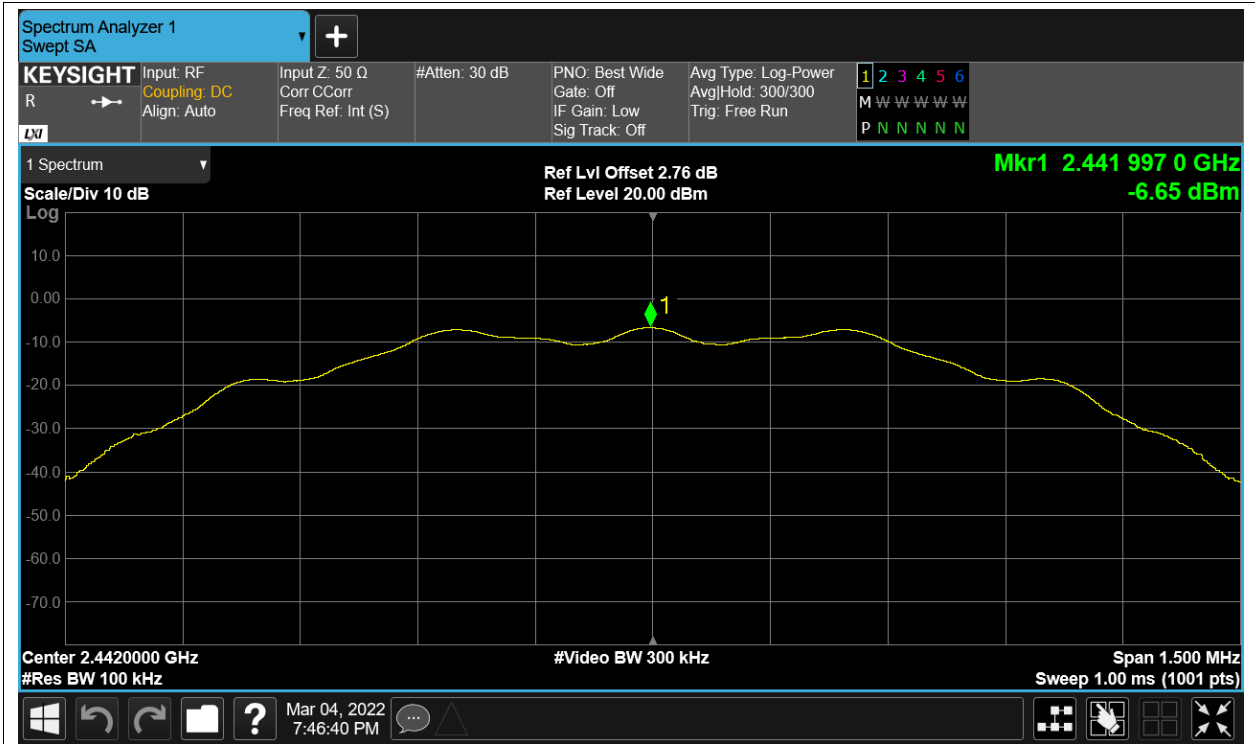 Spectrum Analyzer 1
Swept SA
+
KEYSIGHT
R
LXI
Input: RF
Coupling: DC
Align: Auto
Input Z: 50 Ω
Corr CCorr
Freq Ref: Int (S)
#Atten: 30 dB
PNO: Best Wide
Gate: Off
IF Gain: Low
Sig Track: Off
Avg Type: Log-Power
Avg|Hold: 300/300
Trig: Free Run
1 2 3 4 5 6
M W W W W W
P N N N N N
1 Spectrum
Scale/Div 10 dB
Log
Ref Lvl Offset 2.76 dB
Ref Level 20.00 dBm
Mkr1 2.441 997 0 GHz
-6.65 dBm
10.0
0.00
-10.0
-20.0
-30.0
-40.0
-50.0
-60.0
-70.0
1
Center 2.4420000 GHz
#Res BW 100 kHz
#Video BW 300 kHz
Span 1.500 MHz
Sweep 1.00 ms (1001 pts)
?
Mar 04, 2022
7:46:40 PM